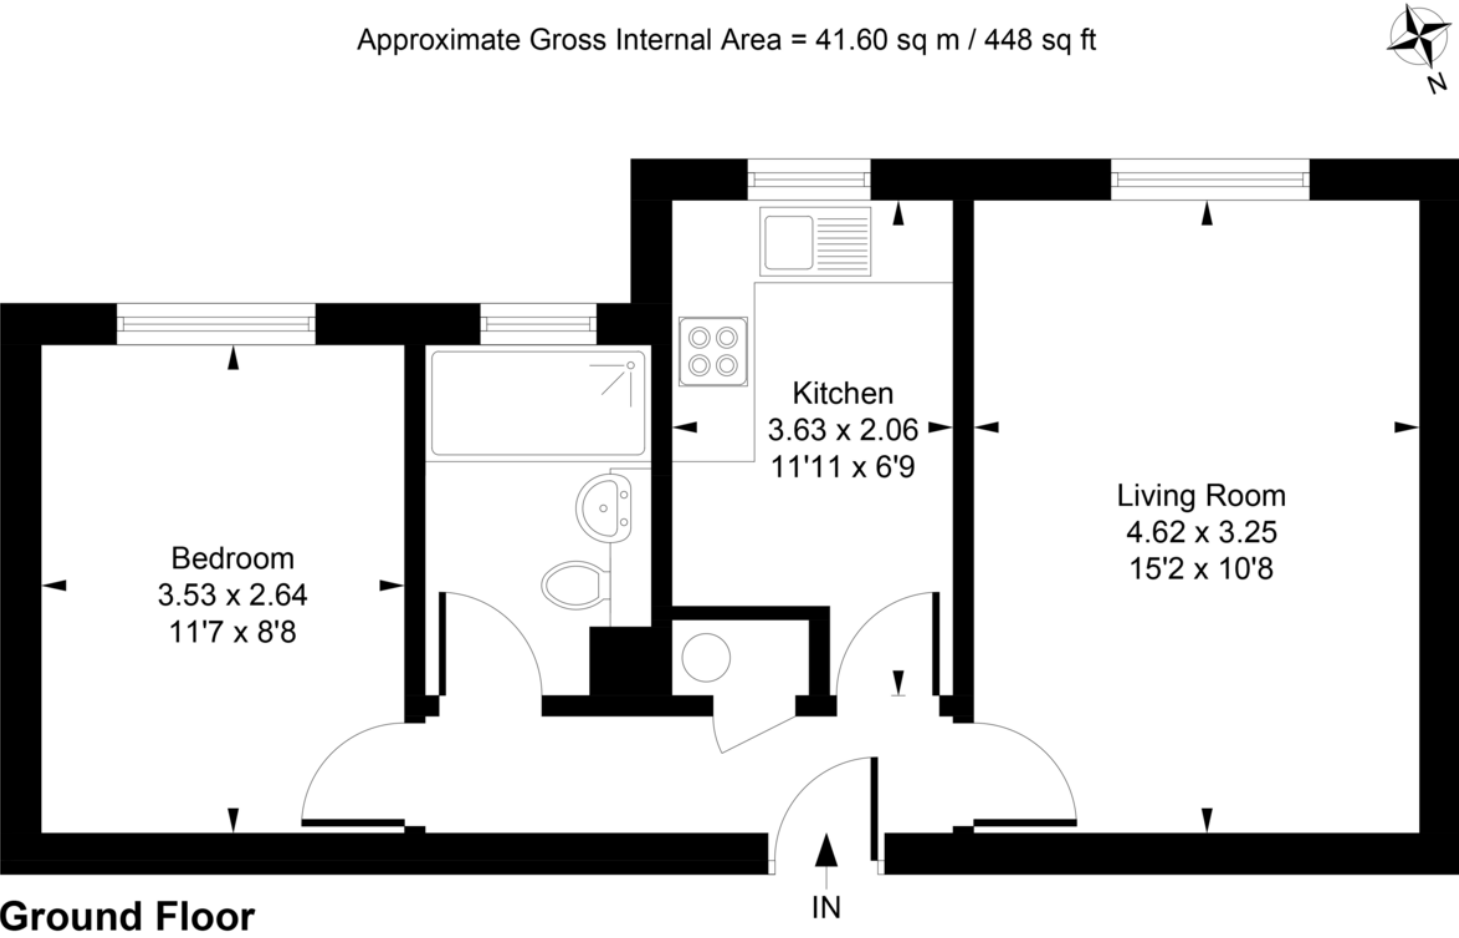 Approximate Gross Internal Area = 41.60 sq m / 448 sq ft
N
Kitchen
3.63 x 2.06
11'11 x 6'9
Living Room
4.62 x 3.25
15'2 x 10'8
Bedroom
3.53 x 2.64
11'7 x 8'8
IN
Ground Floor